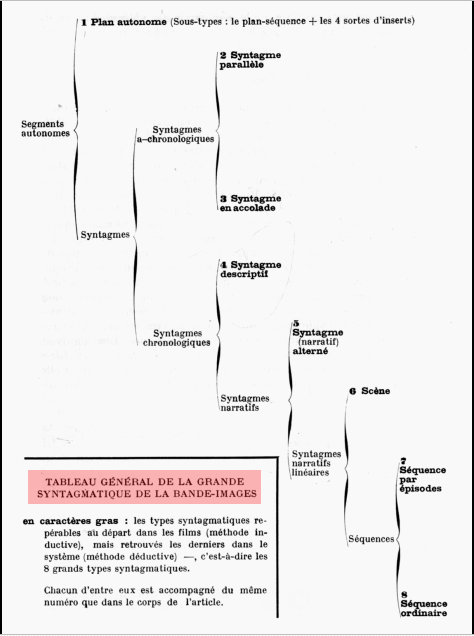 1 Plan autonome (Sous-types : le plan-séquence + les 4 sortes d'inserts)
2 Syntagme
parallèle
Segments
autonomes
Syntagmes
a-chronologiques
3 Syntagme
en accolade
Syntagmes
4 Syntagme
descriptif
5
Syntagme
(narratif)
alterné
Syntagmes
chronologiques
6 Scène
Syntagmes
narratifs
Syntagmes
narratifs
linéaires
7
Séquence
par
épisodes
Séquences
8
Séquence
ordinaire
TABLEAU GÉNÉRAL DE LA GRANDE
SYNTAGMATIQUE DE LA BANDE-IMAGES
en caractères gras : les types syntagmatiques re-
pérables au départ dans les films (méthode in-
ductive), mais retrouvés les derniers dans le
système (méthode déductive) —, c'est-à-dire les
8 grands types syntagmatiques.
Chacun d'entre eux est accompagné du même
numéro que dans le corps de l'article.